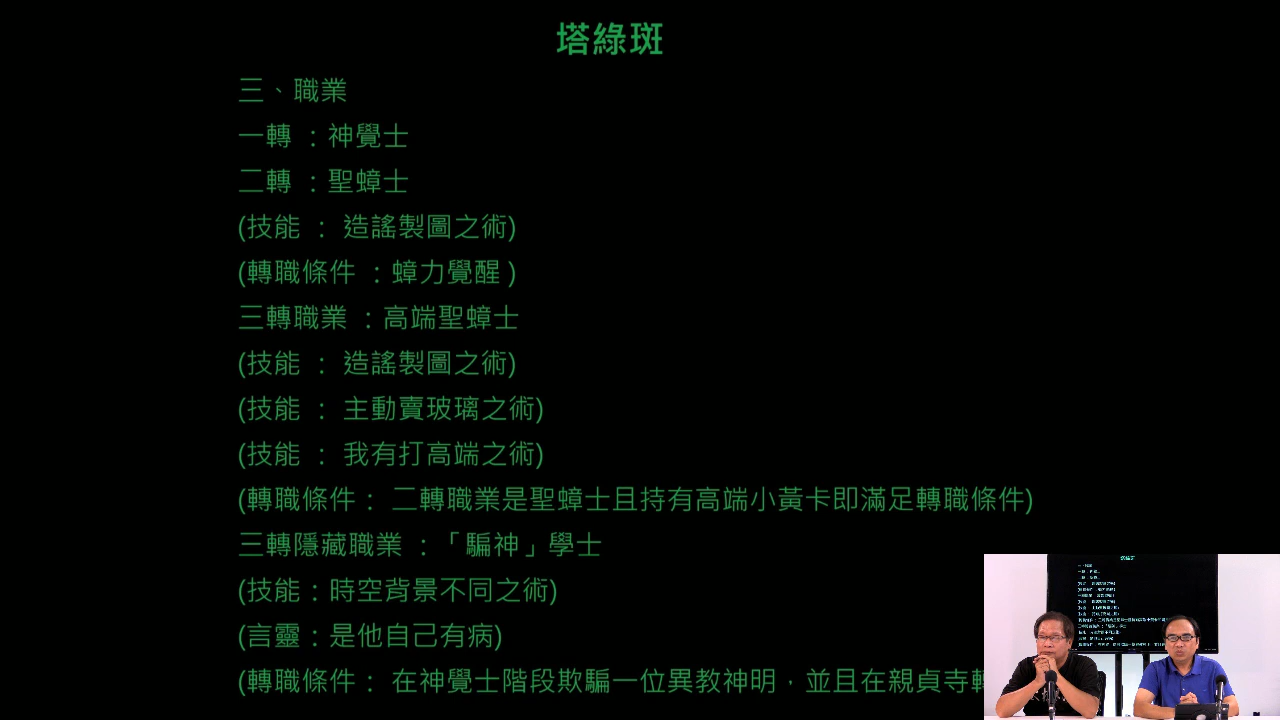 塔綠斑
三、職業
一轉 ：神覺士
二轉 ：聖蟑士
(技能 ： 造謠製圖之術)
(轉職條件 ：蟑力覺醒 )
三轉職業 ：高端聖蟑士
(技能 ： 造謠製圖之術)
(技能 ： 主動賣玻璃之術)
(技能 ： 我有打高端之術)
(轉職條件： 二轉職業是聖蟑士且持有高端小黃卡即滿足轉職條件)
三轉隱藏職業 ：「騙神」學士
(技能：時空背景不同之術)
(言靈：是他自己有病)
(轉職條件： 在神覺士階段欺騙一位異教神明，並且在親貞寺